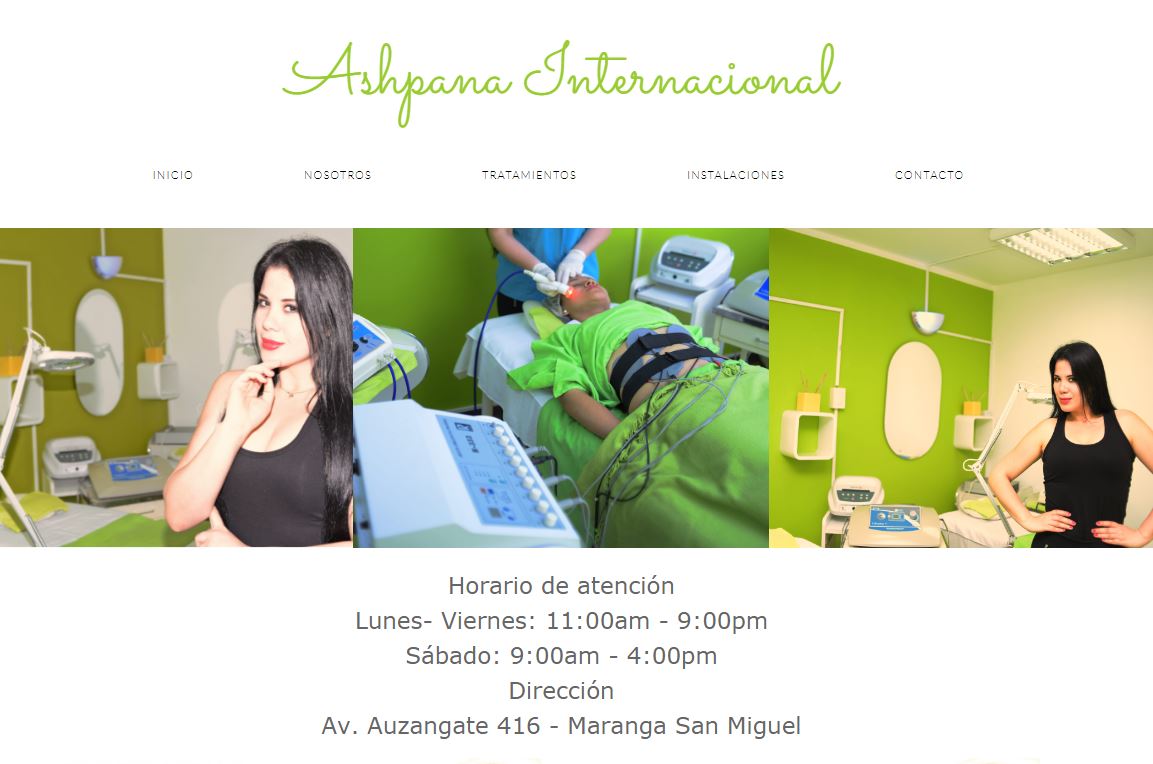 Ashpana Internacional
INICIO NOSOTROS TRATAMIENTOS INSTALACIONES CONTACTO
Horario de atención
Lunes- Viernes: 11:00am - 9:00pm
Sábado: 9:00am - 4:00pm
Dirección
Av. Auzangate 416 - Maranga San Miguel